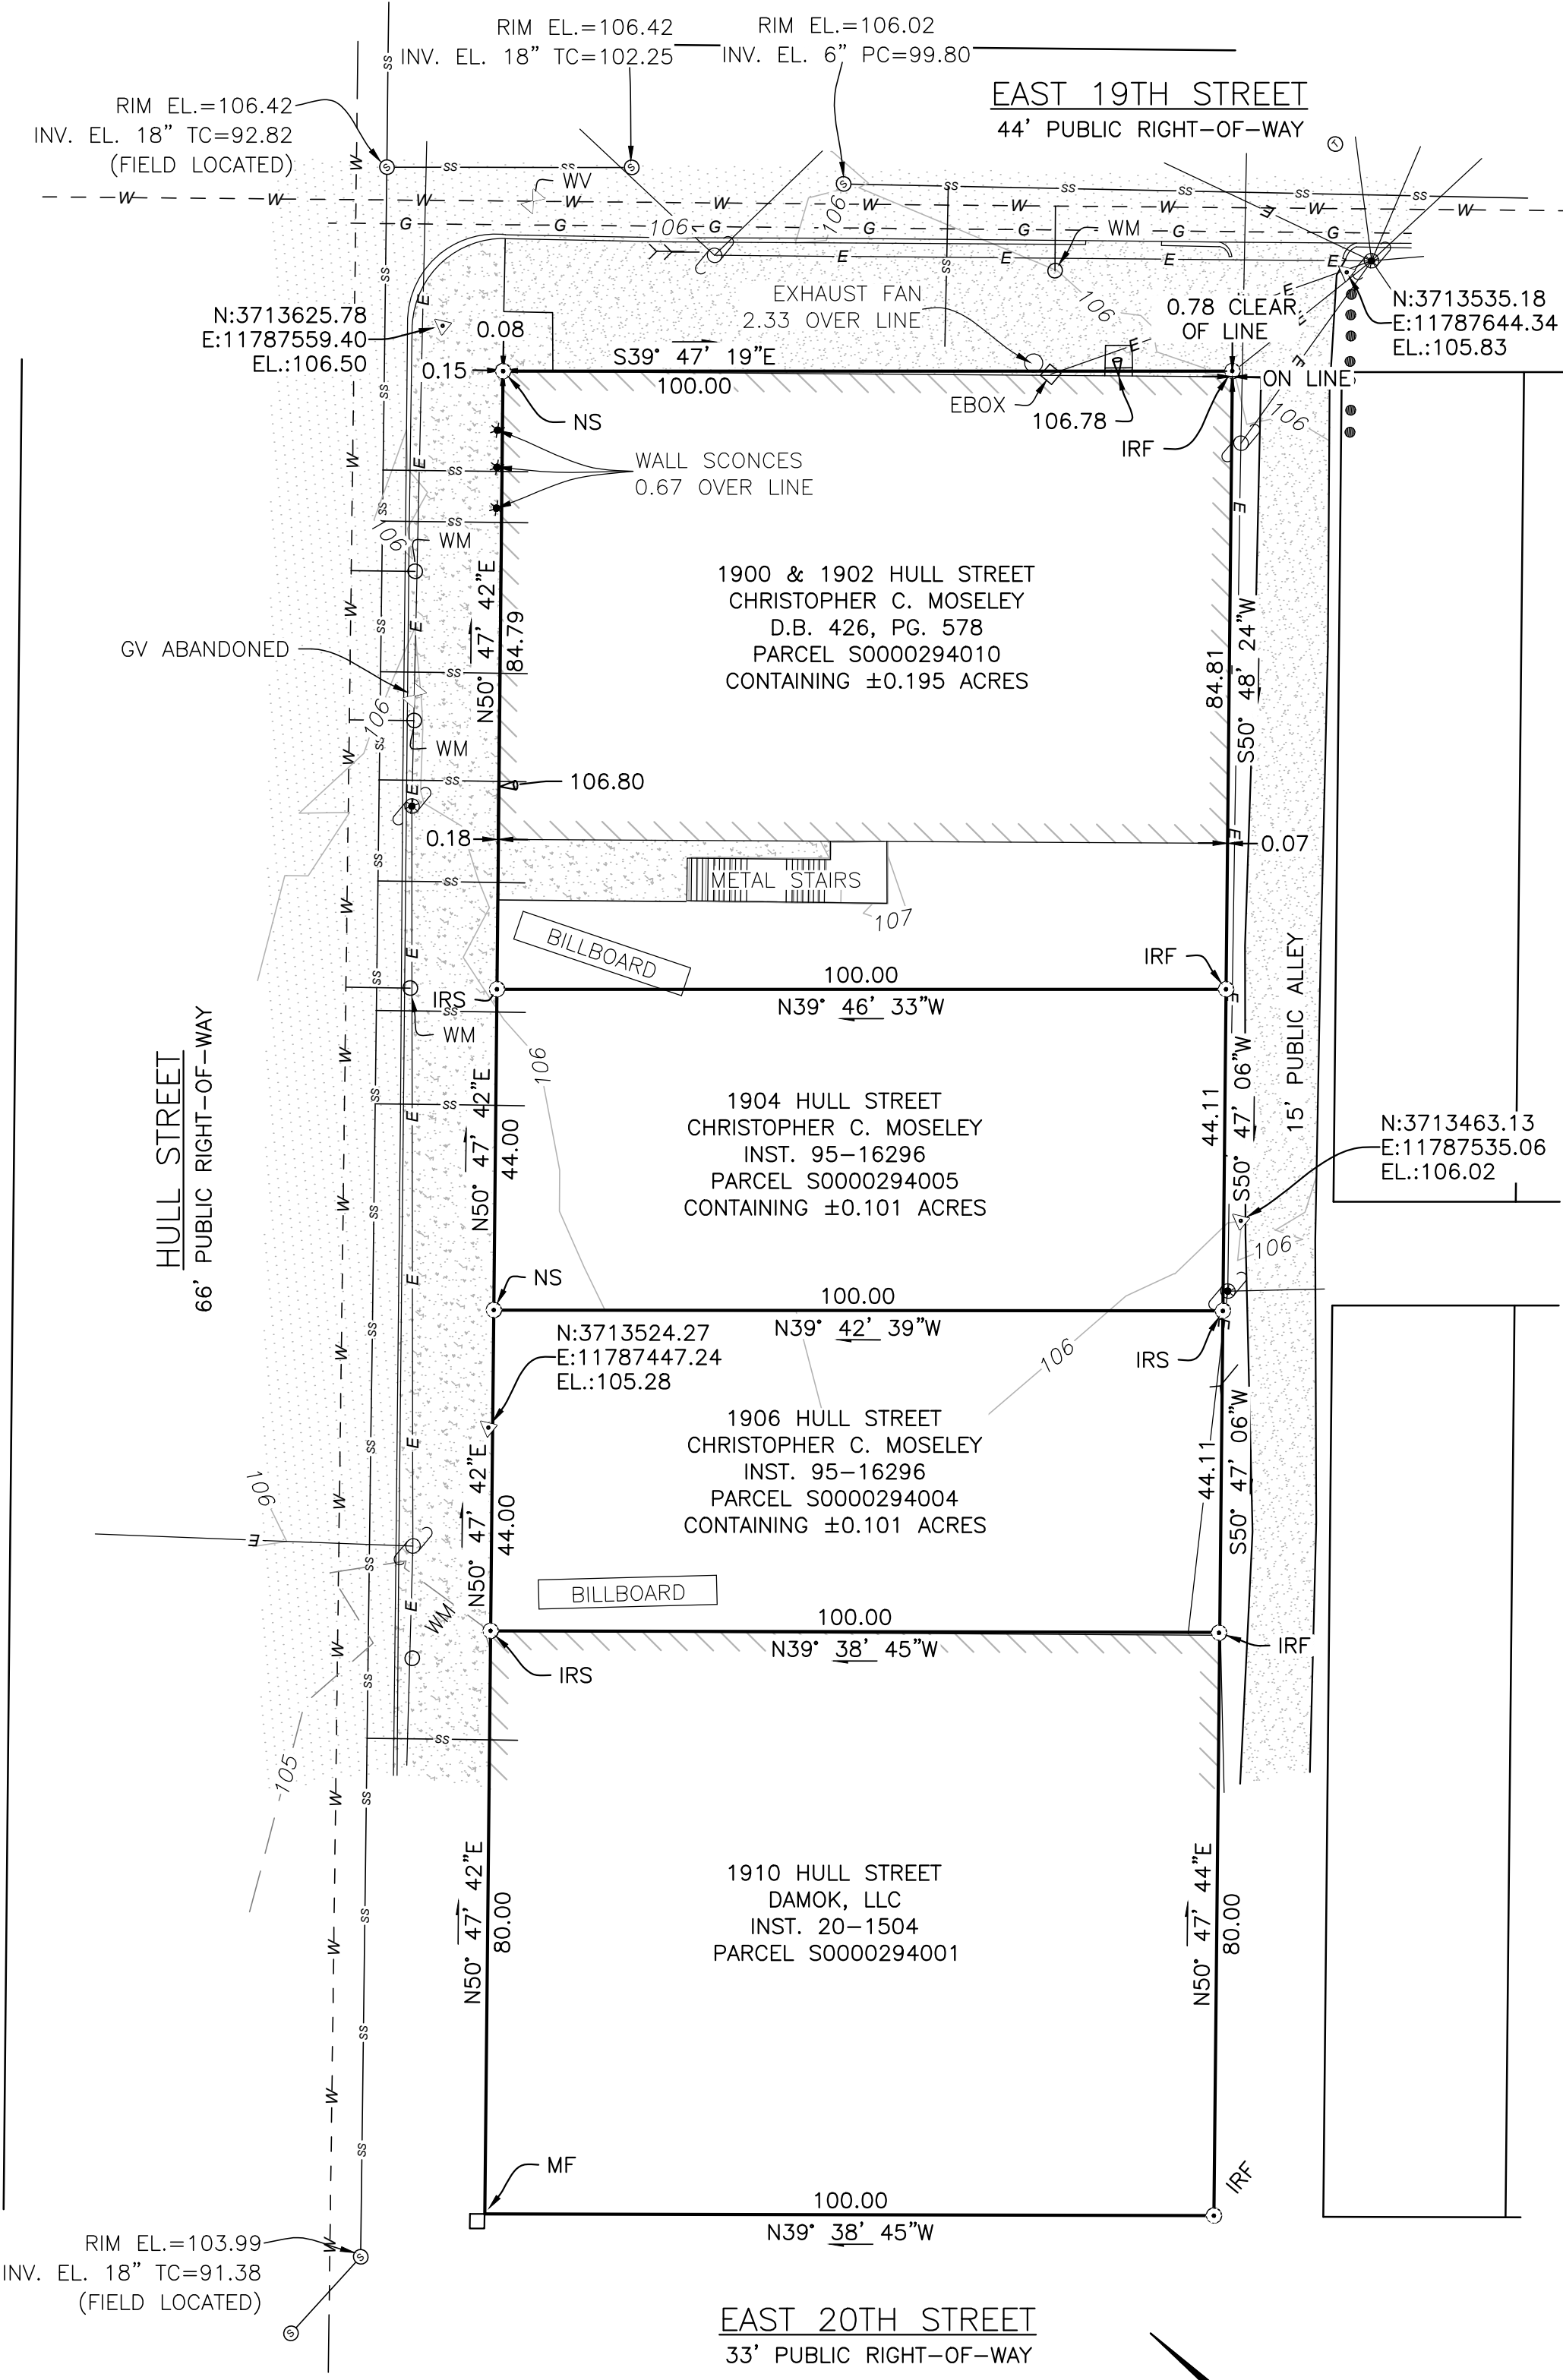 RIM EL.=106.42
INV. EL. 18" TC=102.25
RIM EL.=106.02
INV. EL. 6" PC=99.80
EAST 19TH STREET
44' PUBLIC RIGHT-OF-WAY
RIM EL.=106.42
INV. EL. 18" TC=92.82
(FIELD LOCATED)
WV
WM
106
106
106
N:3713625.78
E:11787559.40
EL.:106.50
EXHAUST FAN
2.33 OVER LINE
0.78 CLEAR
OF LINE
N:3713535.18
E:11787644.34
EL.:105.83
0.08
0.15
S39° 47' 19"E
100.00
ON LINE
EBOX
106.78
IRF
NS
106
WALL SCONCES
0.67 OVER LINE
106
WM
GV ABANDONED
N50° 47' 42"E
84.79
1900 & 1902 HULL STREET
CHRISTOPHER C. MOSELEY
D.B. 426, PG. 578
PARCEL S0000294010
CONTAINING ±0.195 ACRES
84.81
S50° 48' 24"W
106
WM
106.80
0.18
0.07
METAL STAIRS
107
BILLBOARD
IRF
100.00
N39° 46' 33"W
IRS
WM
106
15' PUBLIC ALLEY
HULL STREET
66' PUBLIC RIGHT-OF-WAY
N50° 47' 42"E
44.00
1904 HULL STREET
CHRISTOPHER C. MOSELEY
INST. 95-16296
PARCEL S0000294005
CONTAINING ±0.101 ACRES
44.11
S50° 47' 06"W
N:3713463.13
E:11787535.06
EL.:106.02
106
NS
100.00
N39° 42' 39"W
IRS
N:3713524.27
E:11787447.24
EL.:105.28
106
N50° 47' 42"E
44.00
1906 HULL STREET
CHRISTOPHER C. MOSELEY
INST. 95-16296
PARCEL S0000294004
CONTAINING ±0.101 ACRES
44.11
S50° 47' 06"W
106
BILLBOARD
WM
100.00
N39° 38' 45"W
IRF
IRS
105
N50° 47' 42"E
80.00
1910 HULL STREET
DAMOK, LLC
INST. 20-1504
PARCEL S0000294001
N50° 47' 44"E
80.00
MF
IRF
100.00
N39° 38' 45"W
RIM EL.=103.99
INV. EL. 18" TC=91.38
(FIELD LOCATED)
EAST 20TH STREET
33' PUBLIC RIGHT-OF-WAY